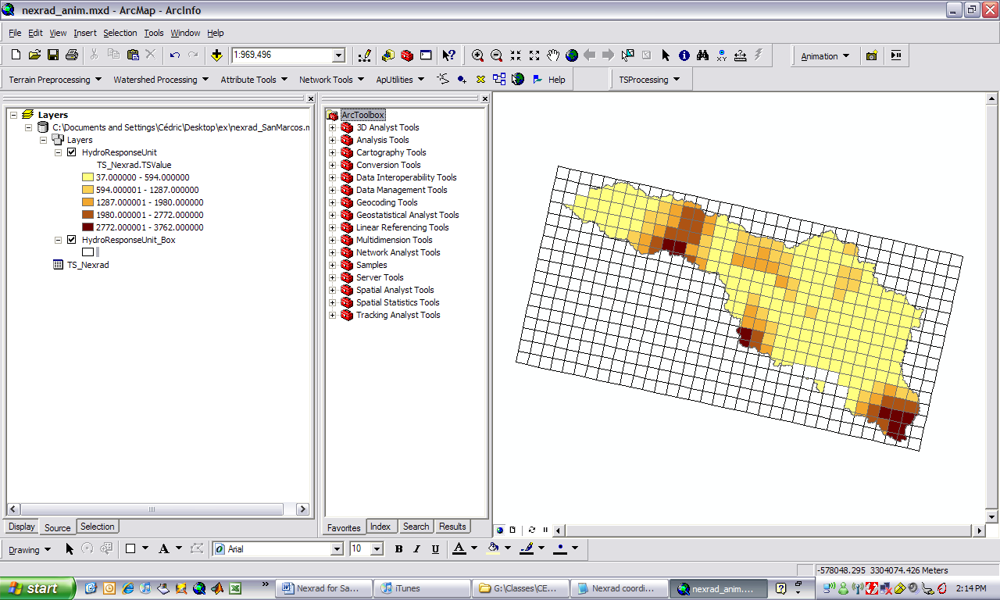 nexrad_anim.mxd - ArcMap - ArcInfo
File Edit View Insert Selection Tools Window Help
1:969,496
Animation
Terrain Preprocessing Watershed Processing Attribute Tools Network Tools ApUtilities Help TSProcessing
Layers
C:\Documents and Settings\Cédric\Desktop\ex\nexrad_SanMarcos.m
Layers
HydroResponseUnit
TS_Nexrad.TSValue
37.000000 - 594.000000
594.000001 - 1287.000000
1287.000001 - 1980.000000
1980.000001 - 2772.000000
2772.000001 - 3762.000000
HydroResponseUnit_Box
TS_Nexrad
Display Source Selection
ArcToolbox
3D Analyst Tools
Analysis Tools
Cartography Tools
Conversion Tools
Data Interoperability Tools
Data Management Tools
Geocoding Tools
Geostatistical Analyst Tools
Linear Referencing Tools
Multidimension Tools
Network Analyst Tools
Samples
Server Tools
Spatial Analyst Tools
Spatial Statistics Tools
Tracking Analyst Tools
Favorites Index Search Results
Drawing A Arial 10 B I U A
-578048.295 3304074.426 Meters
start Nexrad for Sa... iTunes G:\Classes\CE... Nexrad coordi... nexrad_anim.... 2:14 PM